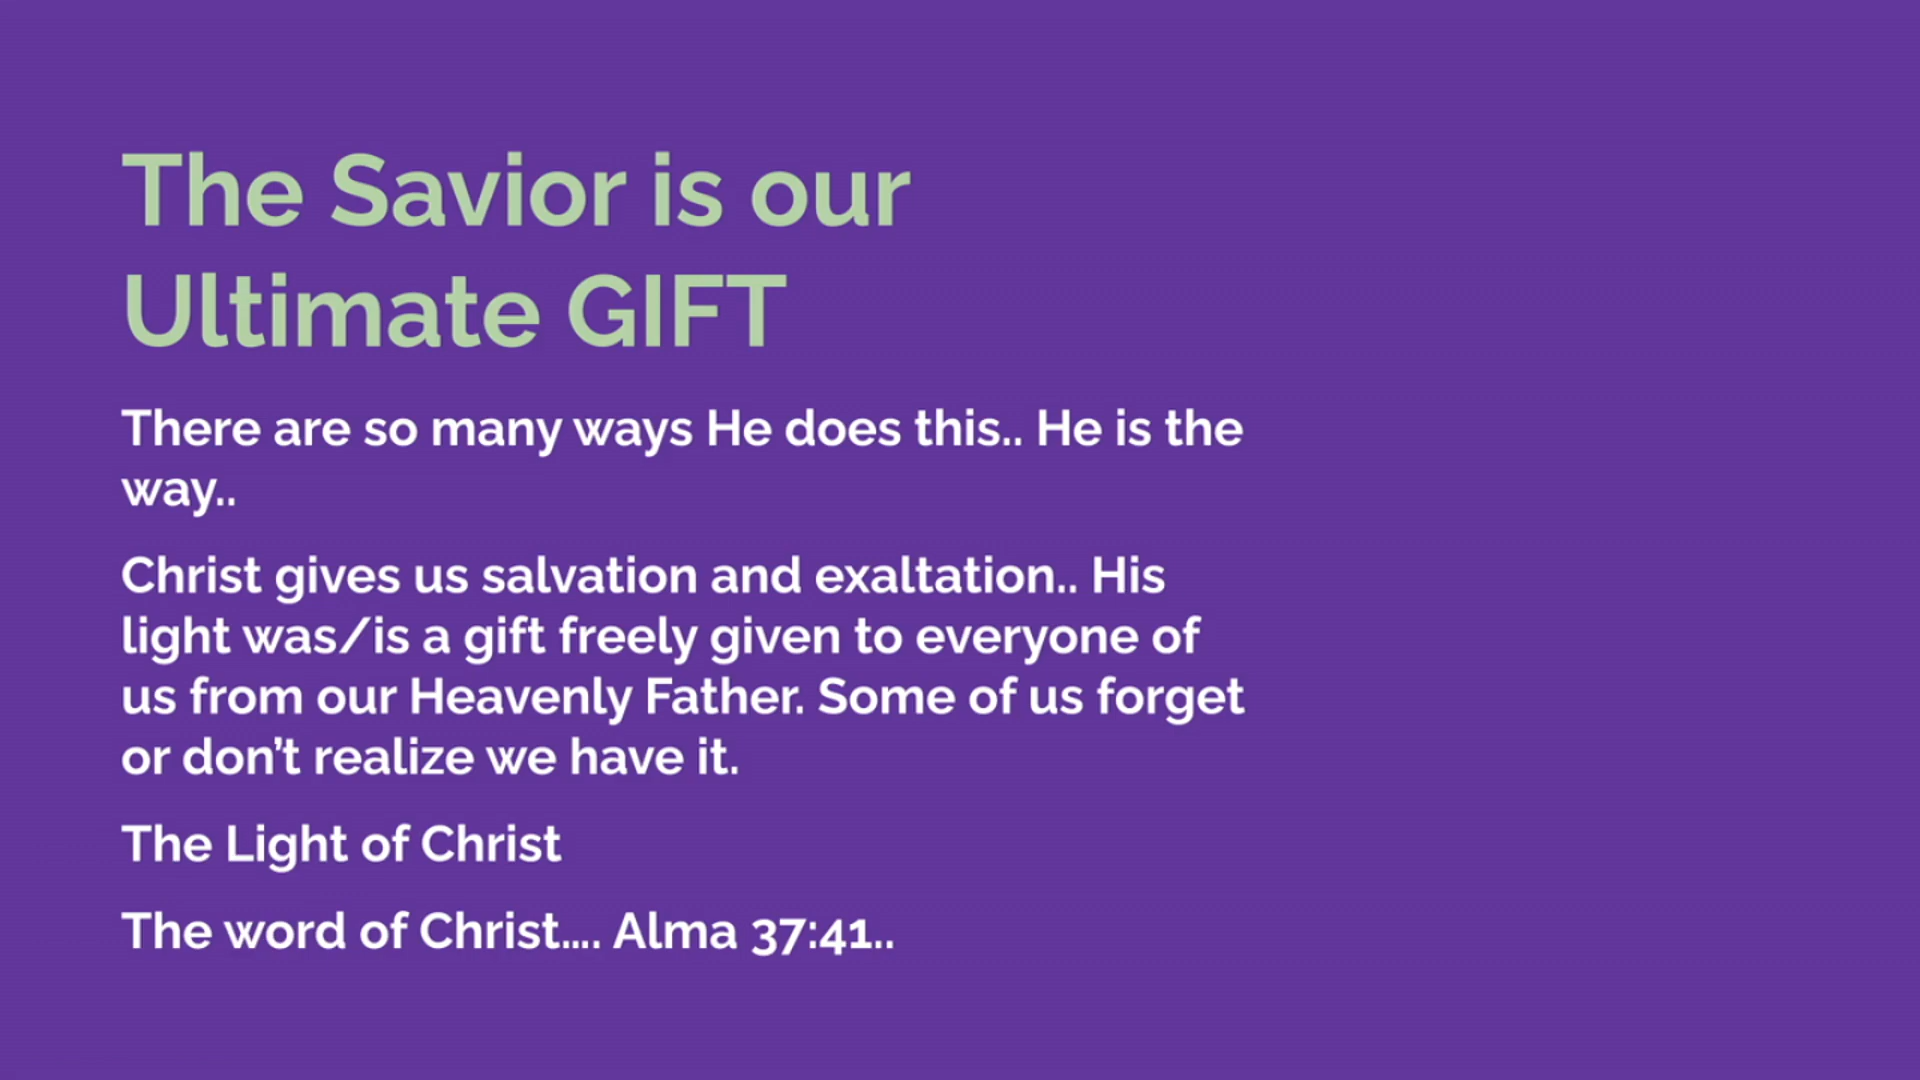 The Savior is our
Ultimate GIFT
There are so many ways He does this.. He is the
way..
Christ gives us salvation and exaltation.. His
light was/is a gift freely given to everyone of
us from our Heavenly Father. Some of us forget
or don’t realize we have it.
The Light of Christ
The word of Christ.... Alma 37:41..